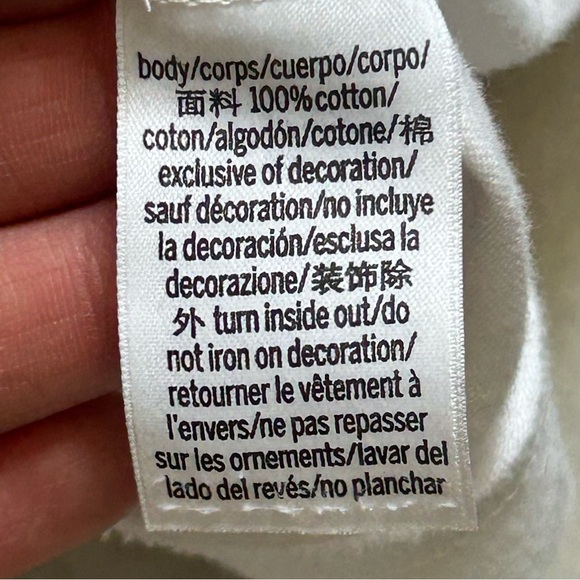 body/corps/cuerpo/corpo/
面料 100% cotton/
coton/algodón/cotone/棉
exclusive of decoration/
sauf décoration/no incluye
la decoración/esclusa la
decorazione/装饰除
外 turn inside out/do
not iron on decoration/
retourner le vêtement à
l'envers/ne pas repasser
sur les ornements/lavar del
lado del revés/no planchar